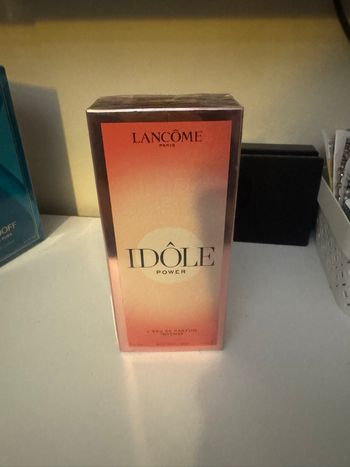 LANCÔME
PARIS
IDÔLE
POWER
L'EAU DE PARFUM
INTENSE
OFF